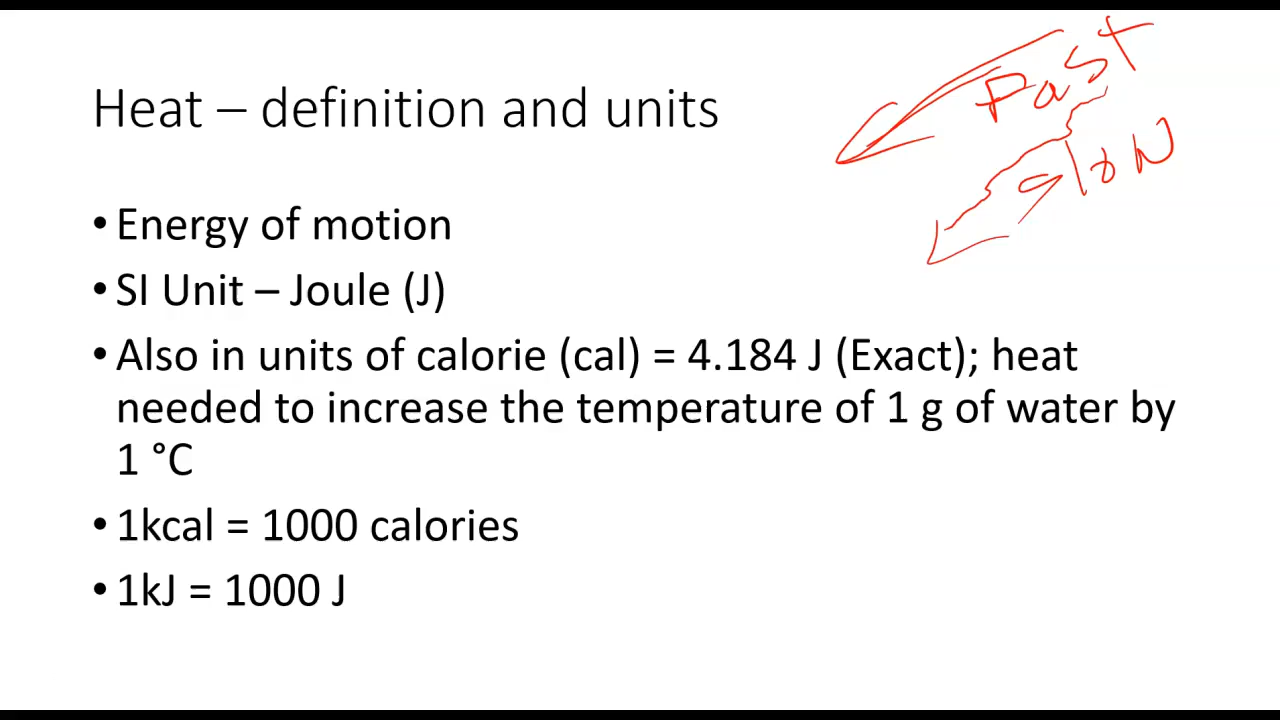 Heat – definition and units
Fast
slow
• Energy of motion
• SI Unit – Joule (J)
• Also in units of calorie (cal) = 4.184 J (Exact); heat
needed to increase the temperature of 1 g of water by
1 °C
• 1kcal = 1000 calories
• 1kJ = 1000 J